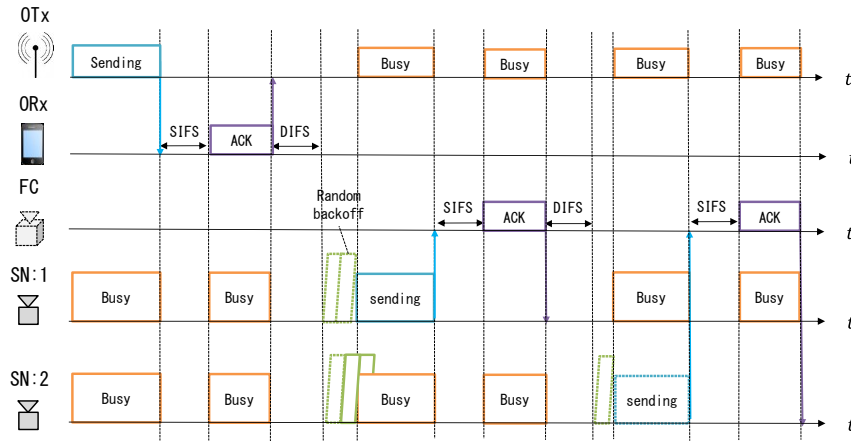 OTx
Sending
Busy
Busy
Busy
Busy
t
ORx
SIFS
ACK
DIFS
t
FC
Random
backoff
SIFS
ACK
DIFS
SIFS
ACK
t
SN:1
Busy
Busy
sending
Busy
Busy
t
SN:2
Busy
Busy
Busy
Busy
sending
t